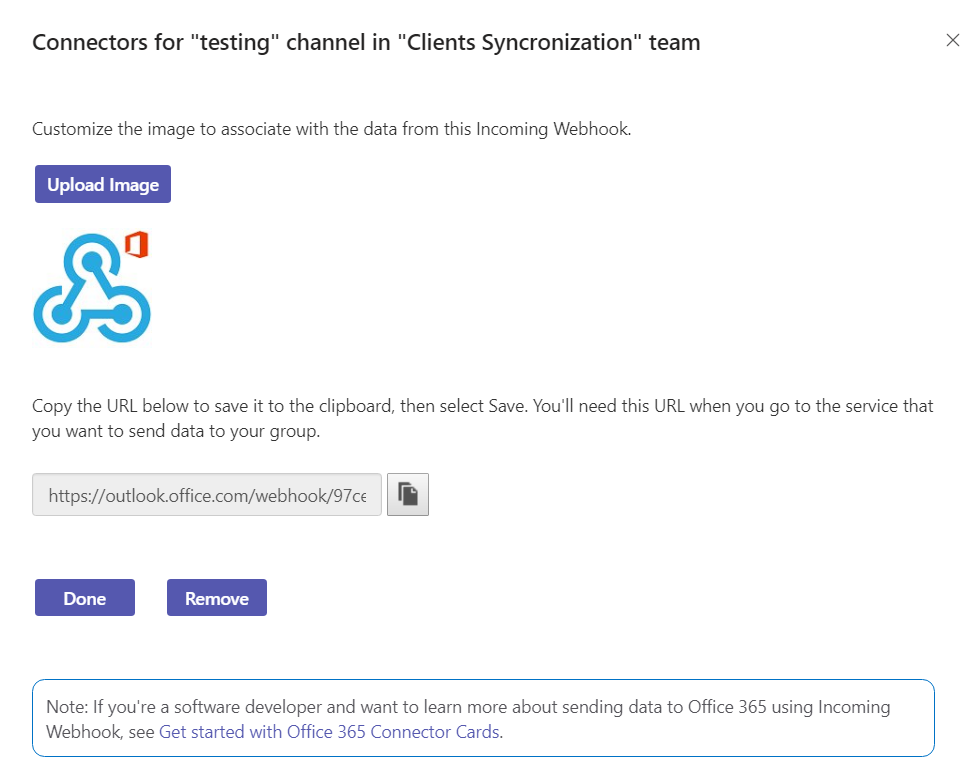 Connectors for "testing" channel in "Clients Syncronization" team
Customize the image to associate with the data from this Incoming Webhook.
Upload Image
Copy the URL below to save it to the clipboard, then select Save. You'll need this URL when you go to the service that
you want to send data to your group.
https://outlook.office.com/webhook/97ce
Done
Remove
Note: If you're a software developer and want to learn more about sending data to Office 365 using Incoming
Webhook, see Get started with Office 365 Connector Cards.